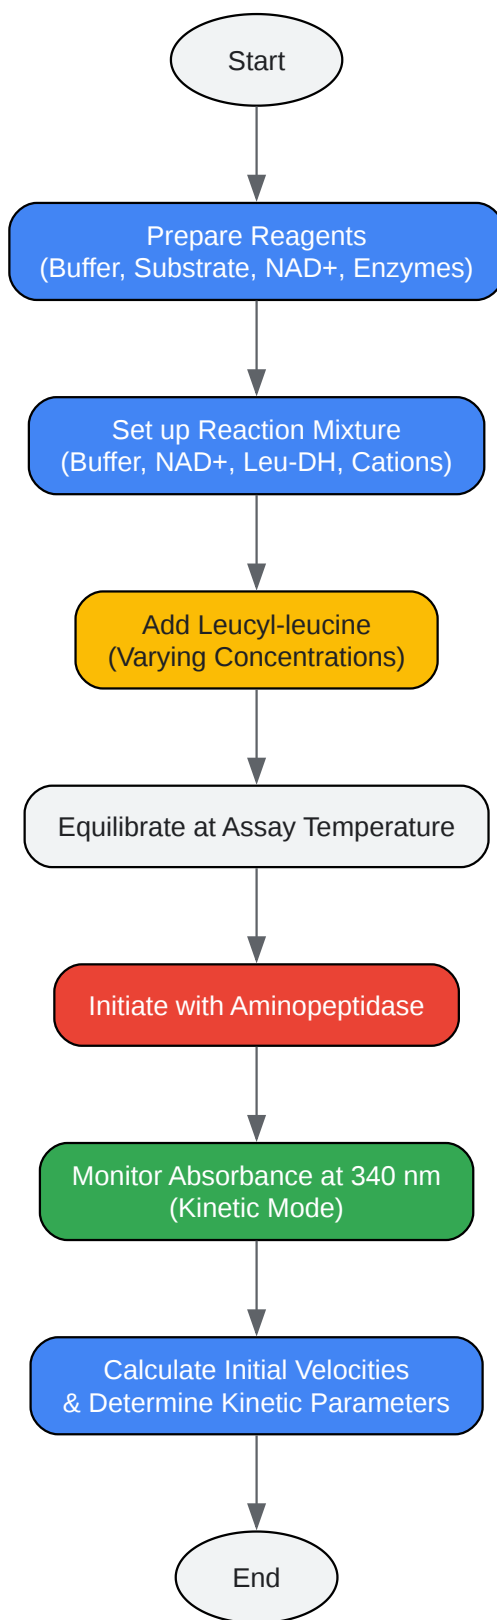 Start
Prepare Reagents
(Buffer, Substrate, NAD+, Enzymes)
Set up Reaction Mixture
(Buffer, NAD+, Leu-DH, Cations)
Add Leucyl-leucine
(Varying Concentrations)
Equilibrate at Assay Temperature
Initiate with Aminopeptidase
Monitor Absorbance at 340 nm
(Kinetic Mode)
Calculate Initial Velocities
& Determine Kinetic Parameters
End